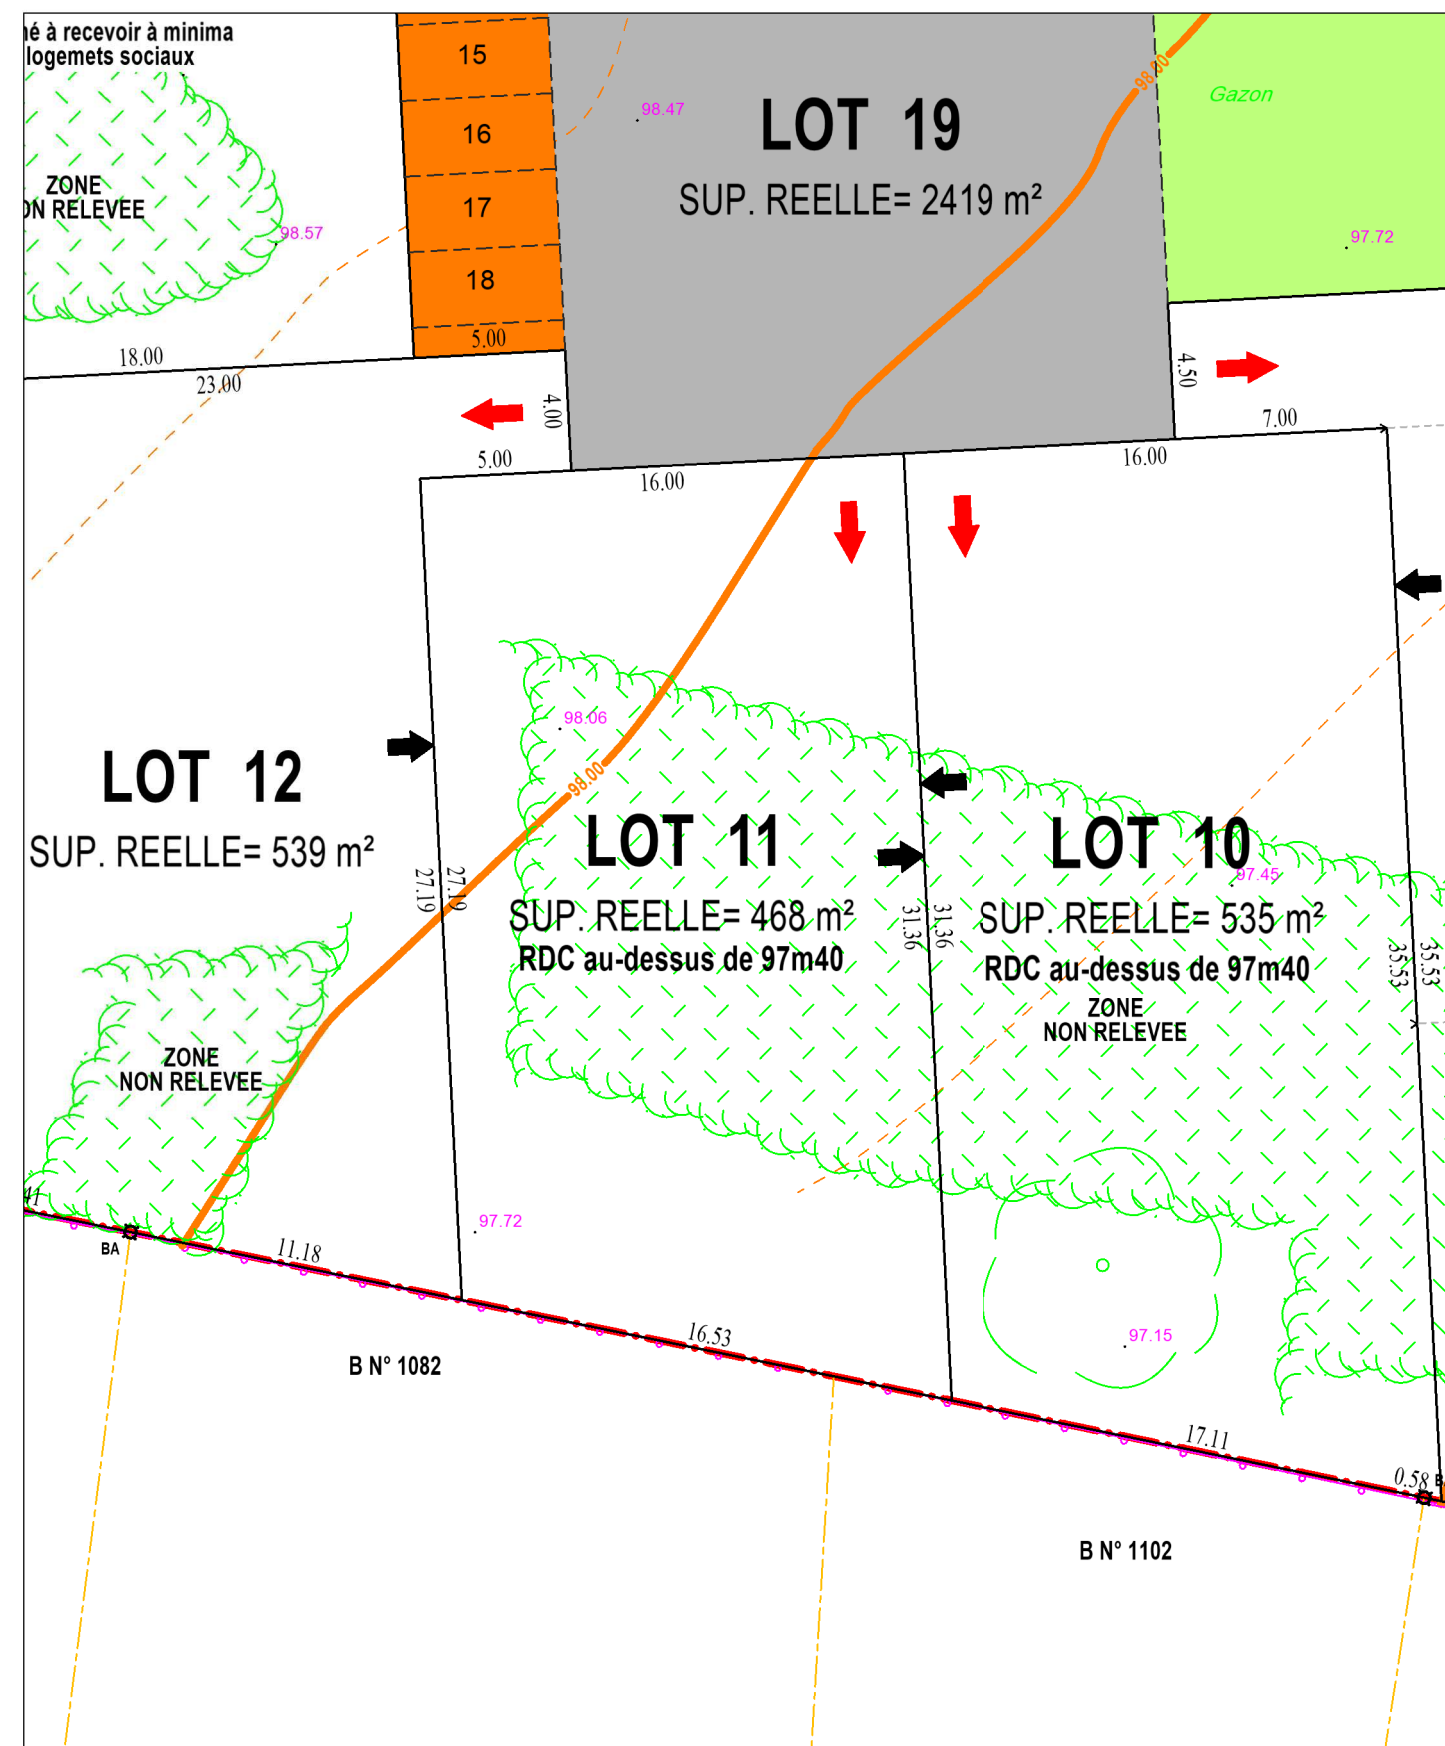 à recevoir à minima
logemets sociaux
15
16
17
18
5.00
LOT 19
SUP. REELLE= 2419 m²
98.47
98.00
Gazon
97.72
ZONE
RELEVEE
98.57
18.00
23.00
4.00
4.50
7.00
5.00
16.00
16.00
LOT 12
SUP. REELLE= 539 m²
27.19
27.19
98.06
98.00
LOT 11
SUP. REELLE= 468 m²
RDC au-dessus de 97m40
31.36
31.36
LOT 10
97.45
SUP. REELLE= 535 m²
RDC au-dessus de 97m40
ZONE
NON RELEVEE
35.53
35.53
ZONE
NON RELEVEE
41
BA
11.18
97.72
16.53
97.15
17.11
0.58
B N° 1082
B N° 1102